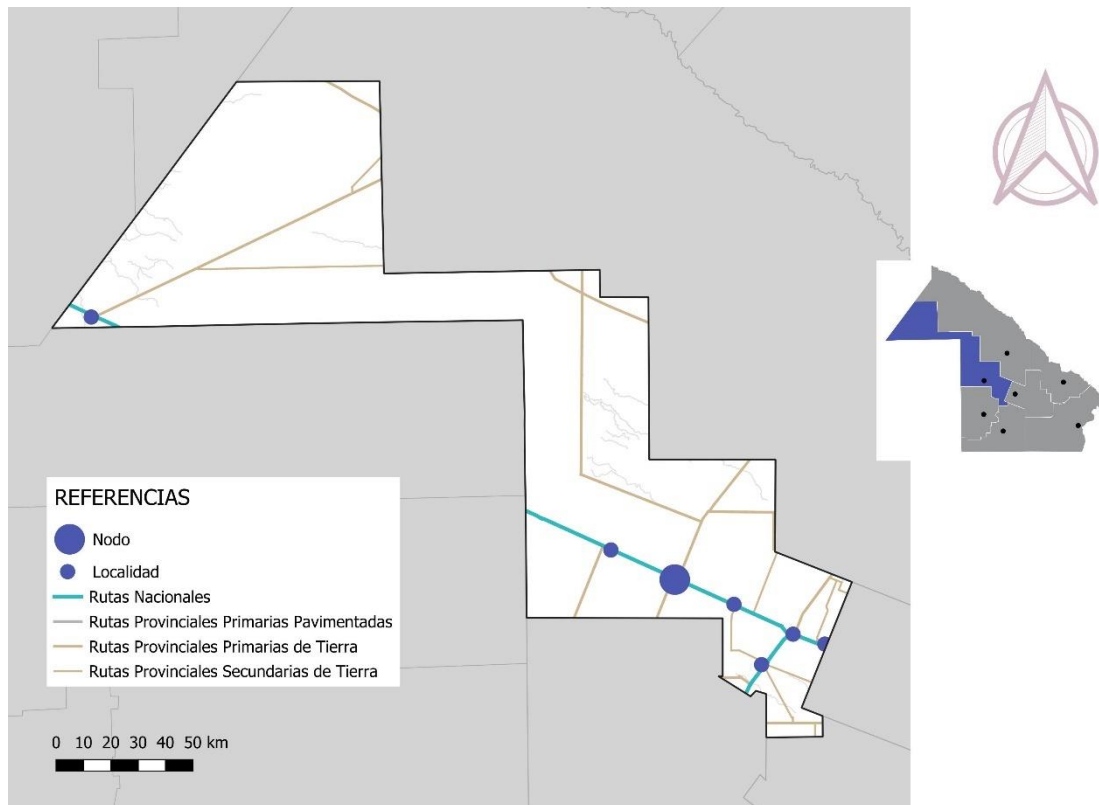 REFERENCIAS
Nodo
Localidad
Rutas Nacionales
Rutas Provinciales Primarias Pavimentadas
Rutas Provinciales Primarias de Tierra
Rutas Provinciales Secundarias de Tierra
0 10 20 30 40 50 km